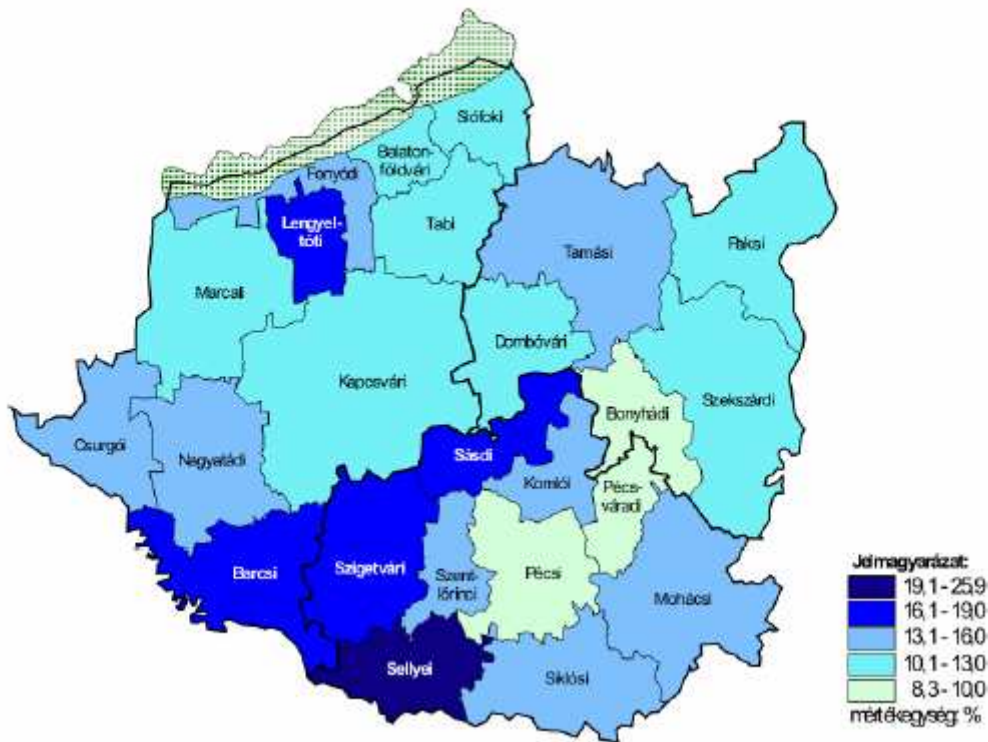 Siófoki
Balaton-
földvári
Fonyódi
Lengyel-
tóti
Tabi
Tamási
Paksi
Marcali
Dombóvári
Kaposvári
Bonyhádi
Szekszárdi
Csurgói
Nagyatádi
Sásdi
Komlói
Pécs-
váradi
Barcsi
Szigetvári
Szent-
lőrinci
Pécsi
Mohácsi
Sellyei
Siklósi
Jelmagyarázat:
19,1 - 25,9
16,1 - 19,0
13,1 - 16,0
10,1 - 13,0
8,3 - 10,0
mértékegység: %